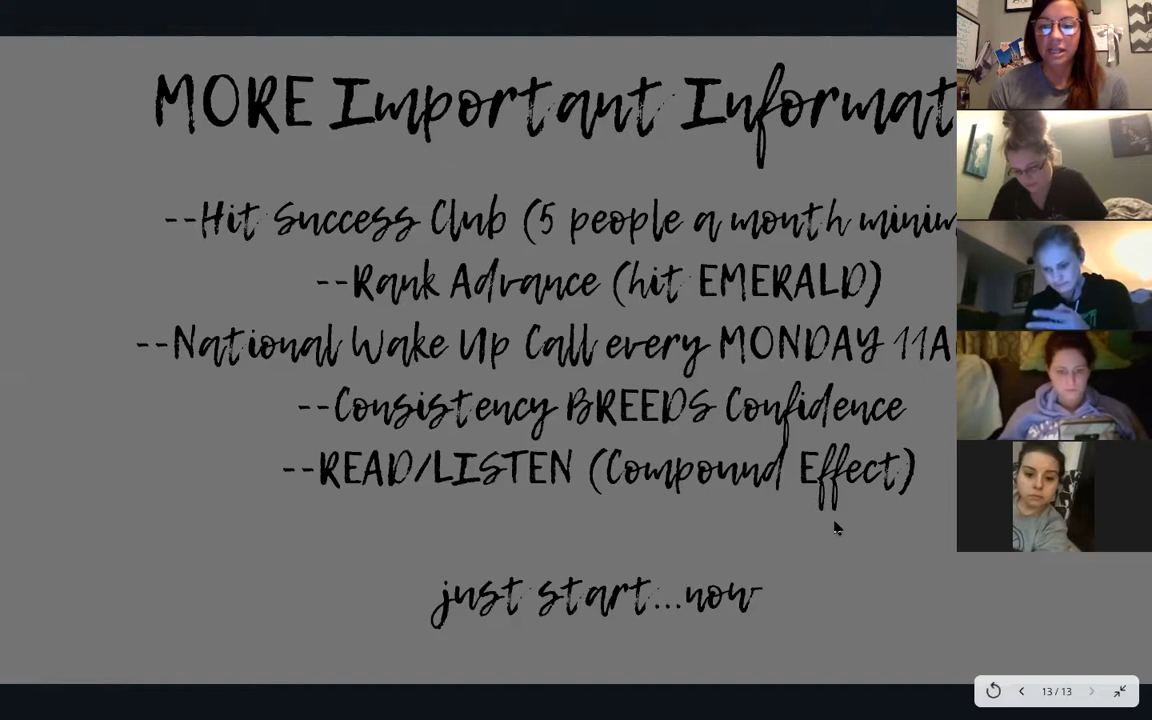 MORE Important Informat
--Hit Success Club (5 people a month minim
--Rank Advance (hit EMERALD)
--National Wake Up Call every MONDAY 11A
--Consistency BREEDS Confidence
--READ/LISTEN (Compound Effect)
just start...now
13 / 13